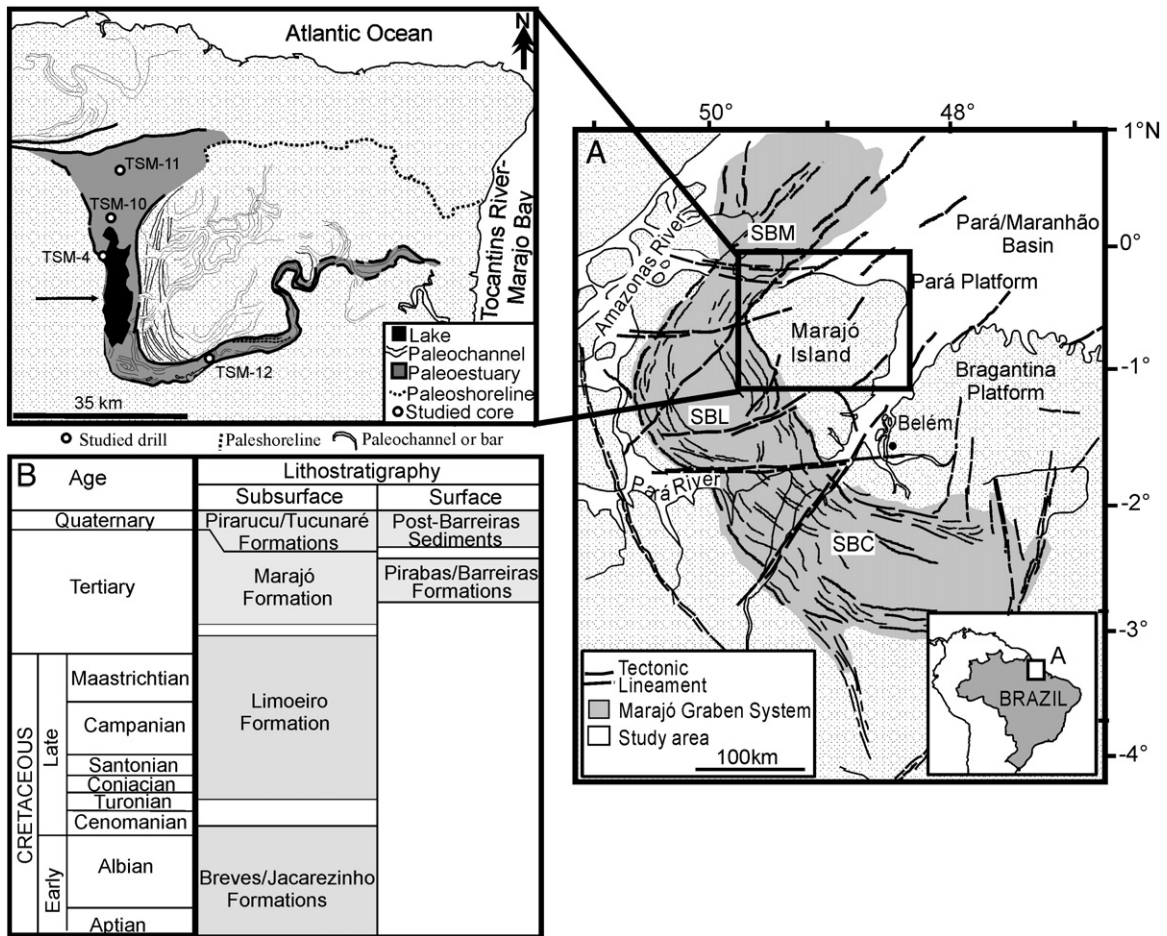 Atlantic Ocean
N
TSM-11
TSM-10
TSM-4
TSM-12
Tocantins River-
Marajo Bay
Lake
Paleochannel
Paleoestuary
Paleoshoreline
Studied core
35 km
Studied drill
Paleshoreline
Paleochannel or bar
50°
48°
A
1°N
SBM
Pará/Maranhão
Basin
0°
Amazonas River
Pará Platform
Marajó
Island
-1°
Bragantina
Platform
SBL
Belém
Pará River
-2°
SBC
-3°
Tectonic
Lineament
Marajó Graben System
Study area
100km
A
BRAZIL
-4°
B
Age
Lithostratigraphy
Subsurface
Surface
Quaternary
Pirarucu/Tucunaré
Formations
Post-Barreiras
Sediments
Tertiary
Marajó
Formation
Pirabas/Barreiras
Formations
CRETACEOUS
Late
Maastrichtian
Campanian
Santonian
Coniacian
Turonian
Cenomanian
Limoeiro
Formation
Early
Albian
Aptian
Breves/Jacarezinho
Formations